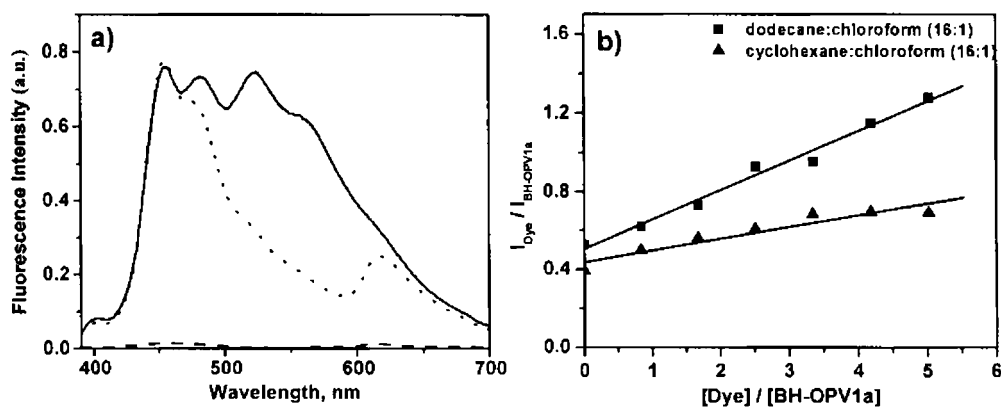 a)
Fluorescence Intensity (a.u.)
0.8
0.6
0.4
0.2
0.0
400
500
600
700
Wavelength, nm
b)
■ dodecane:chloroform (16:1)
▲ cyclohexane:chloroform (16:1)
I Dye / I BH-OPV1a
1.6
1.2
0.8
0.4
0.0
0
1
2
3
4
5
6
[Dye] / [BH-OPV1a]